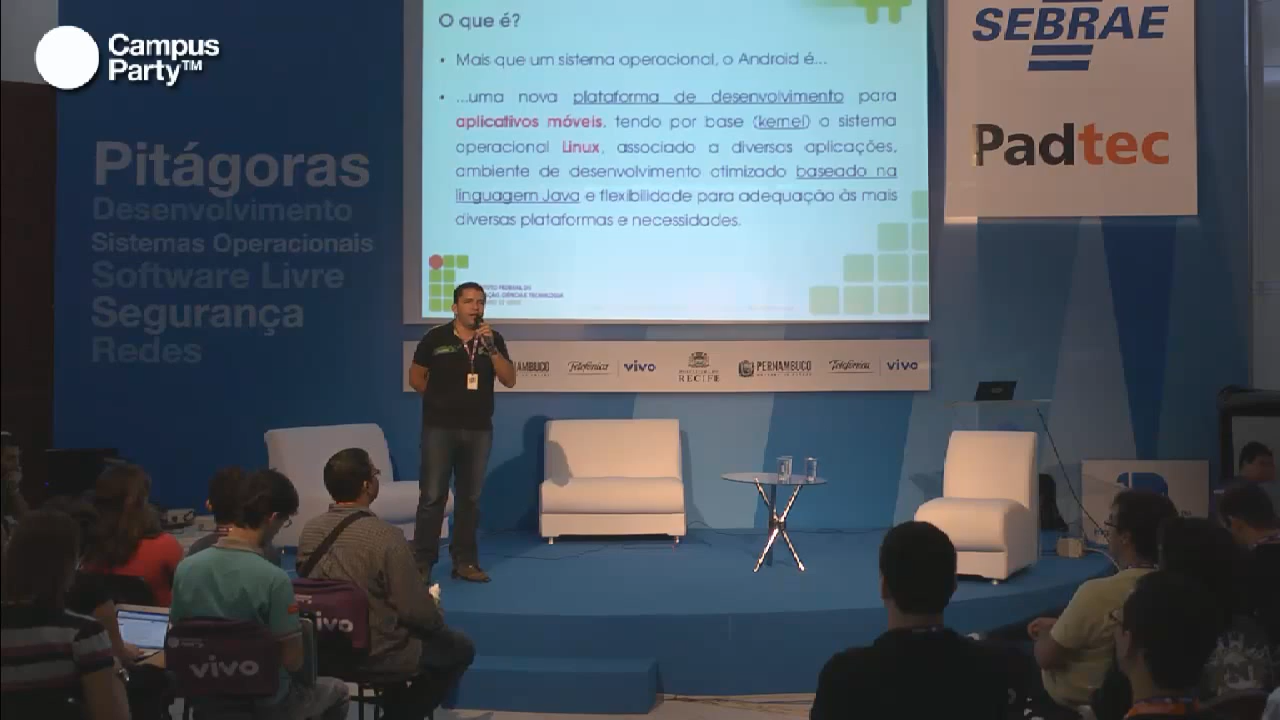 Campus
Party™
Pitágoras
Desenvolvimento
Sistemas Operacionais
Software Livre
Segurança
Redes
O que é?
• Mais que um sistema operacional, o Android é...
• ...uma nova plataforma de desenvolvimento para
aplicativos móveis, tendo por base (kernel) o sistema
operacional Linux, associado a diversas aplicações,
ambiente de desenvolvimento otimizado baseado na
linguagem Java e flexibilidade para adequação às mais
diversas plataformas e necessidades.
SEBRAE
Padtec
Telefónica
vivo
RECIFE
PERNAMBUCO
Telefónica
vivo
vivo
vivo